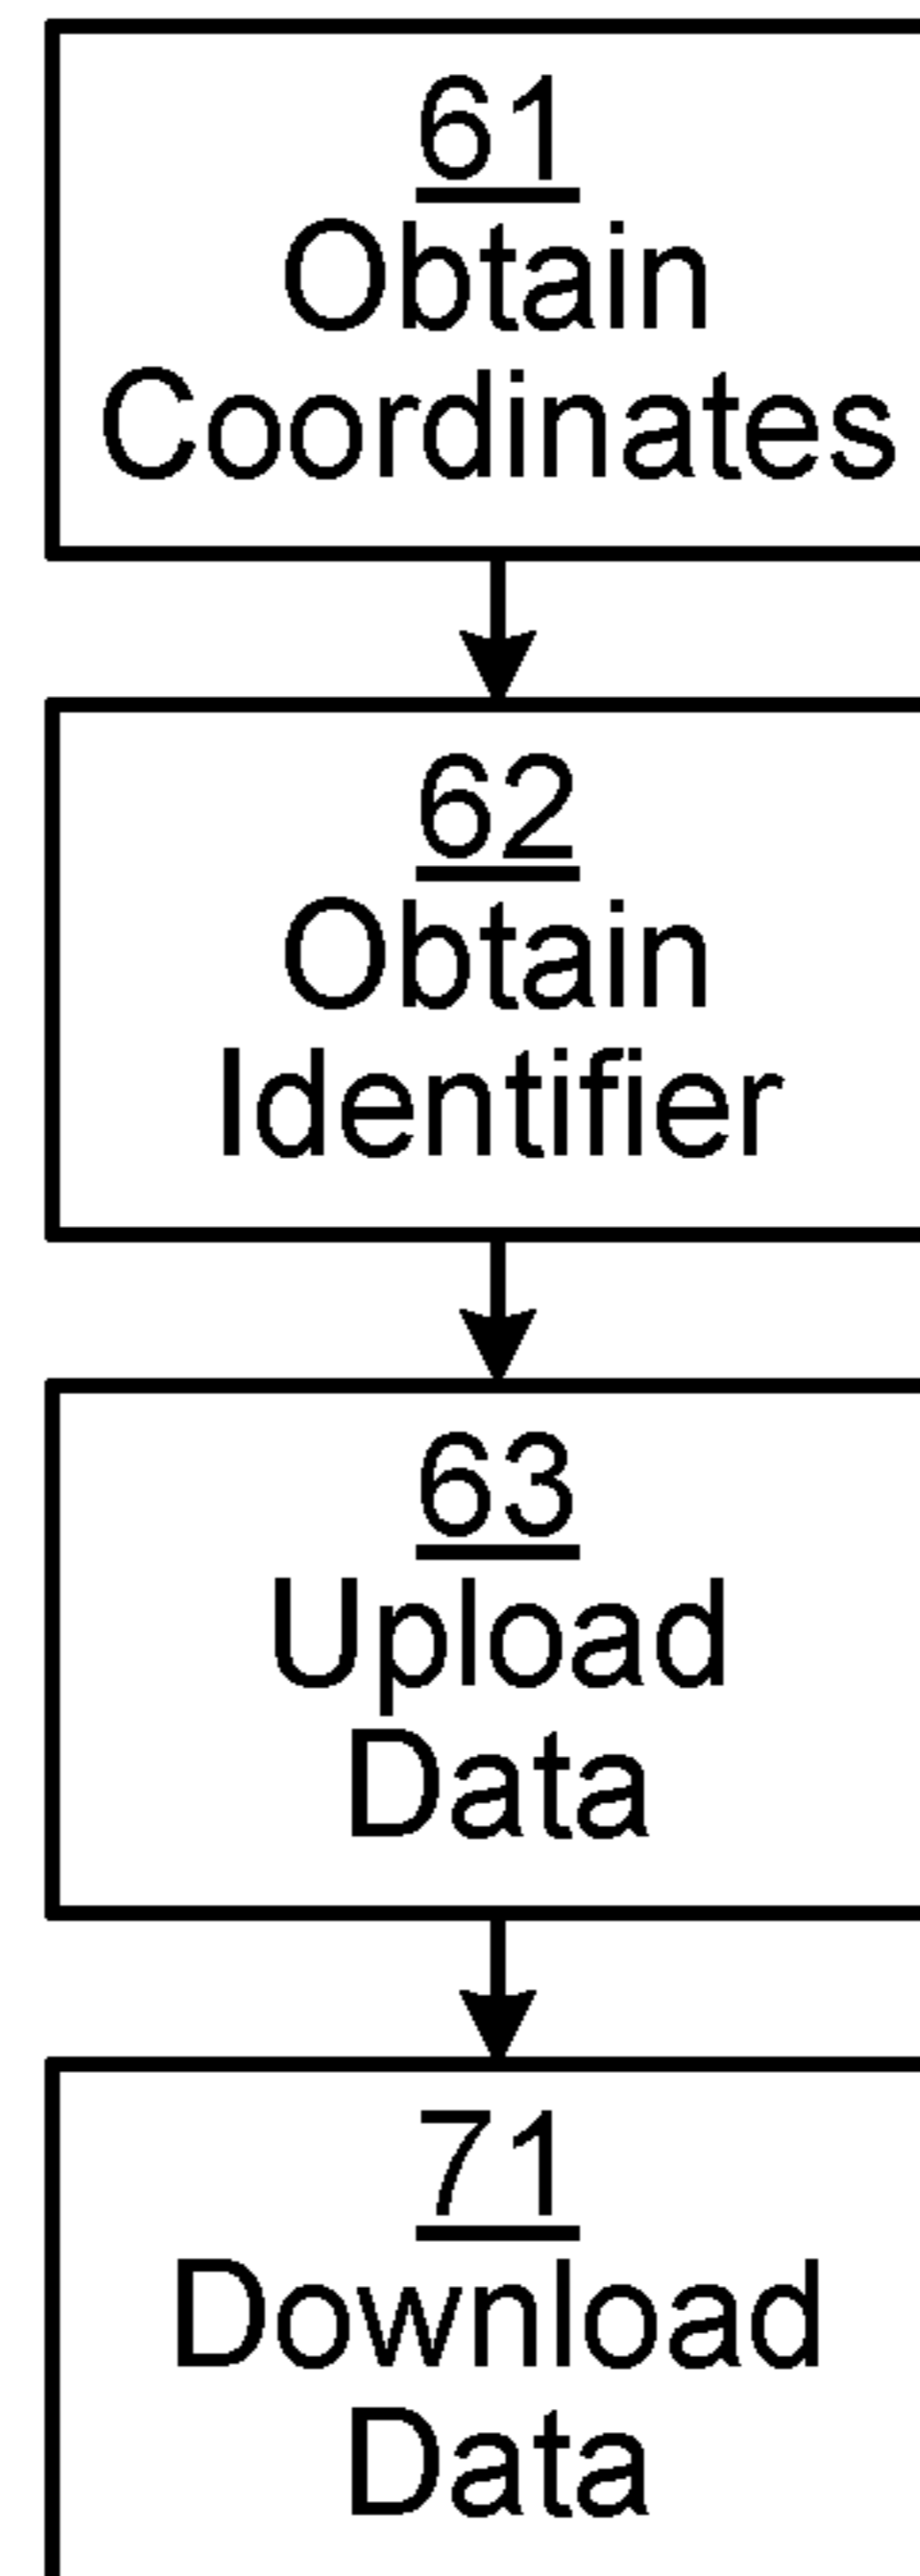 61
Obtain
Coordinates
62
Obtain
Identifier
63
Upload
Data
71
Download
Data